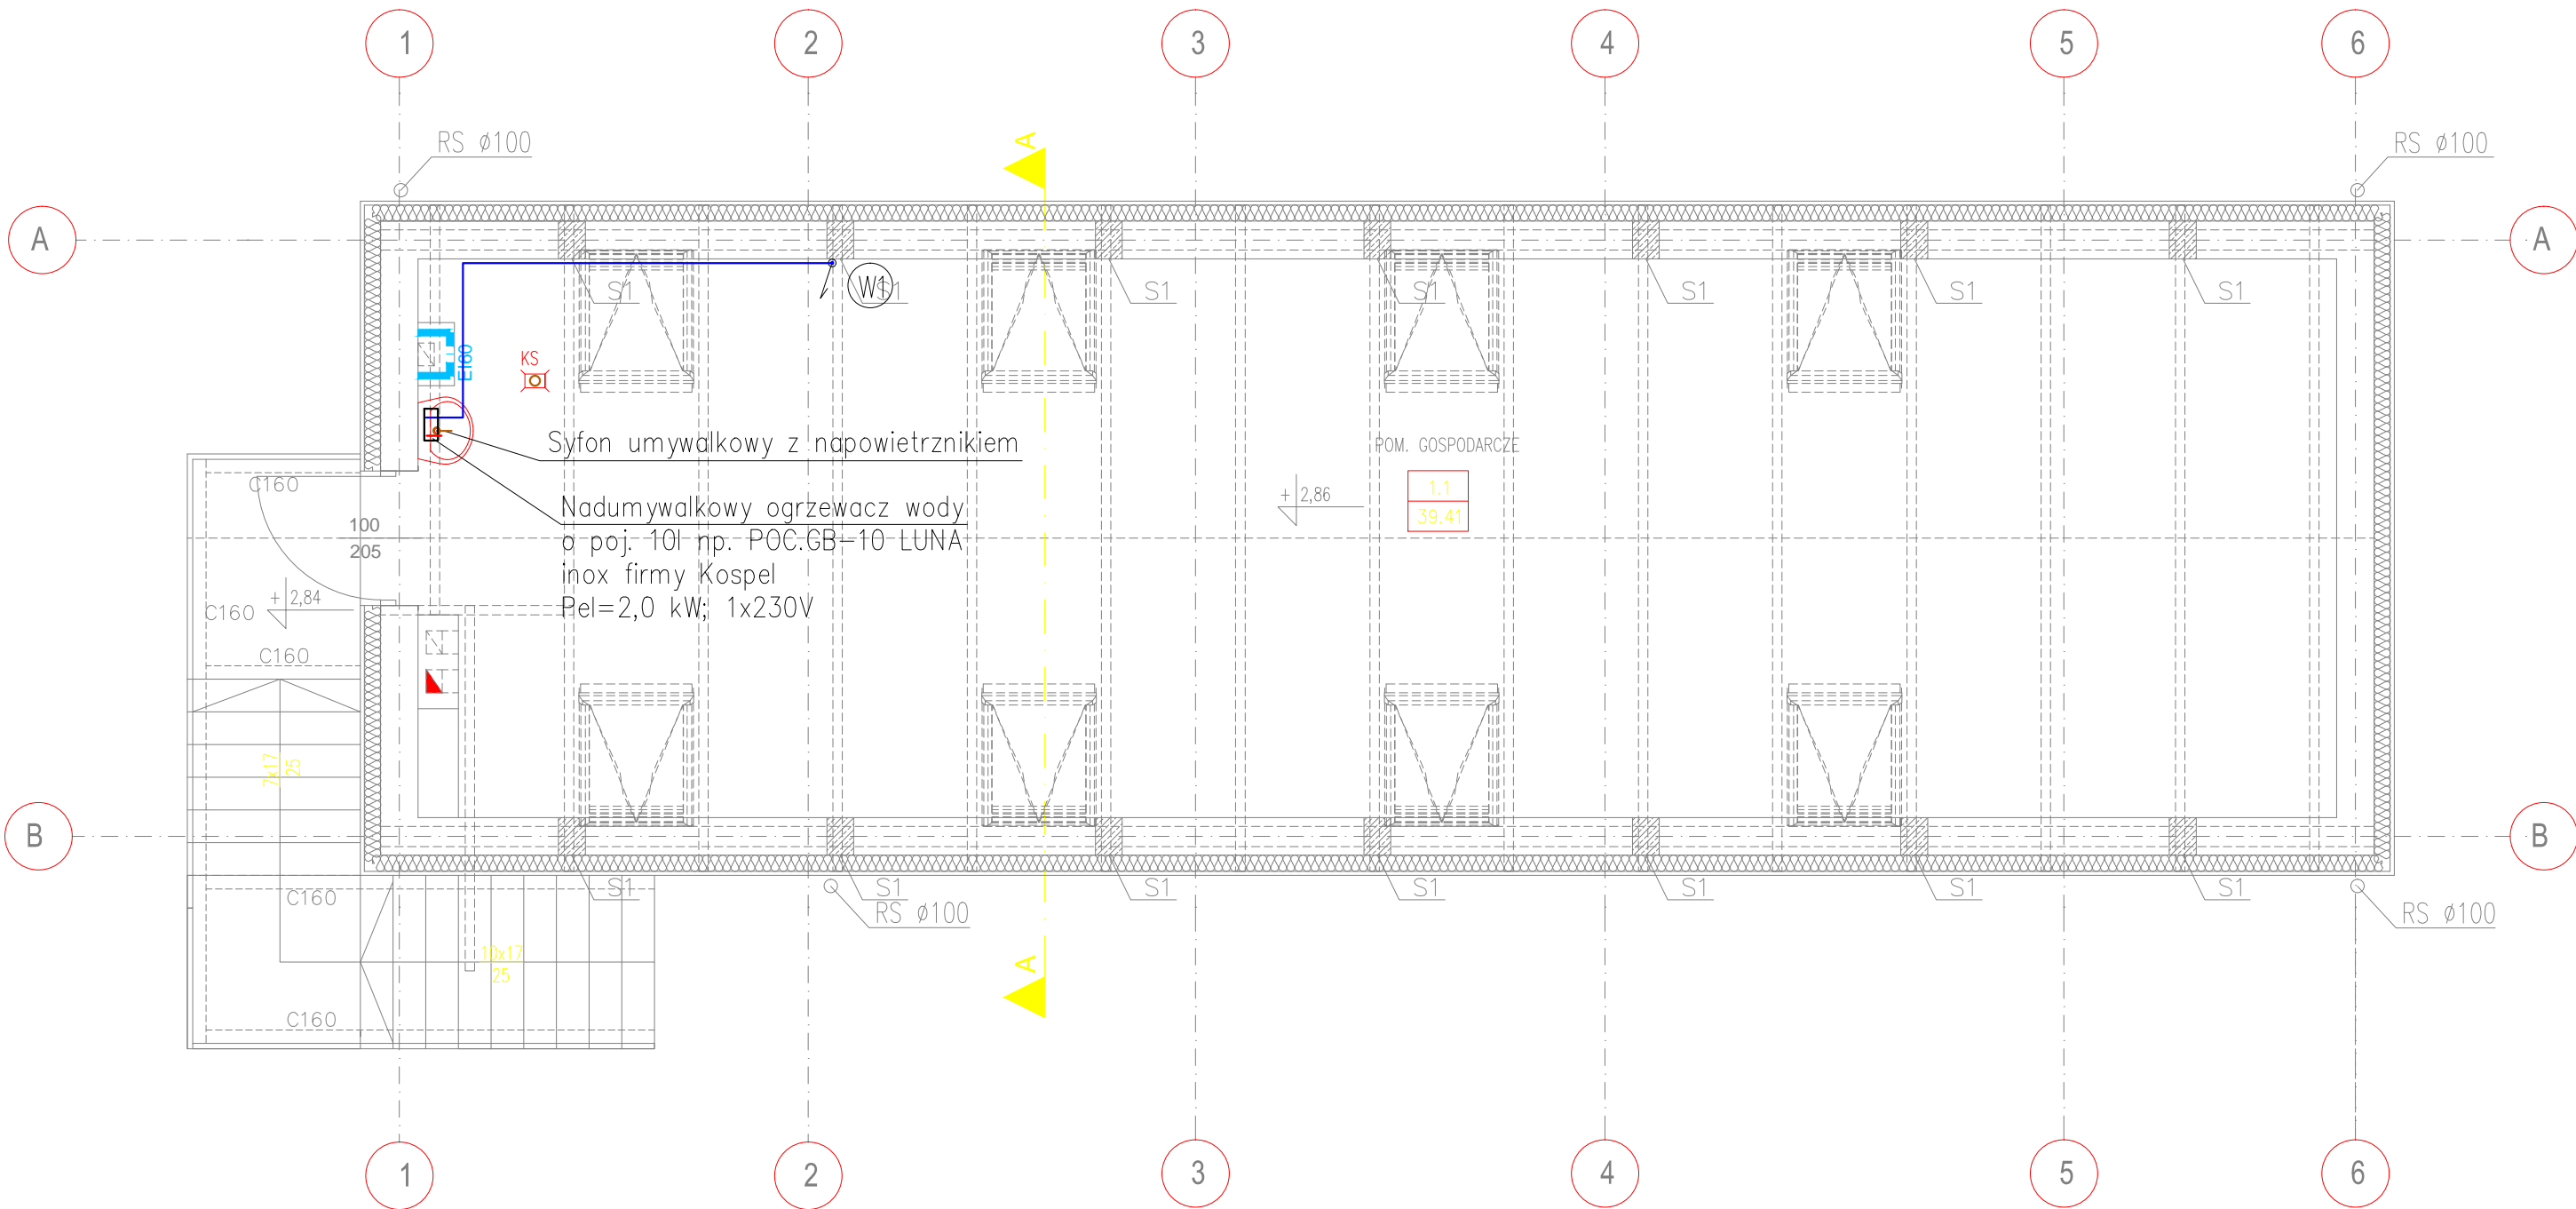 1 2 3 4 5 6
RS ø100 RS ø100
A
A A
S1 S1 S1 S1 S1 S1 S1
W1
EI60
KS
Syfon umywalkowy z napowietrznikiem
POM. GOSPODARCZE
C160
1.1
+ 2,86
39.41
Nadumywalkowy ogrzewacz wody
o poj. 10l np. POC.GB-10 LUNA
inox firmy Kospel
Pel=2,0 kW; 1x230V
100
205
+ 2,84
C160
C160
7x17
25
B B
S1 S1 S1 S1 S1 S1 S1
C160
RS ø100 RS ø100
10x17
25
A
C160
1 2 3 4 5 6